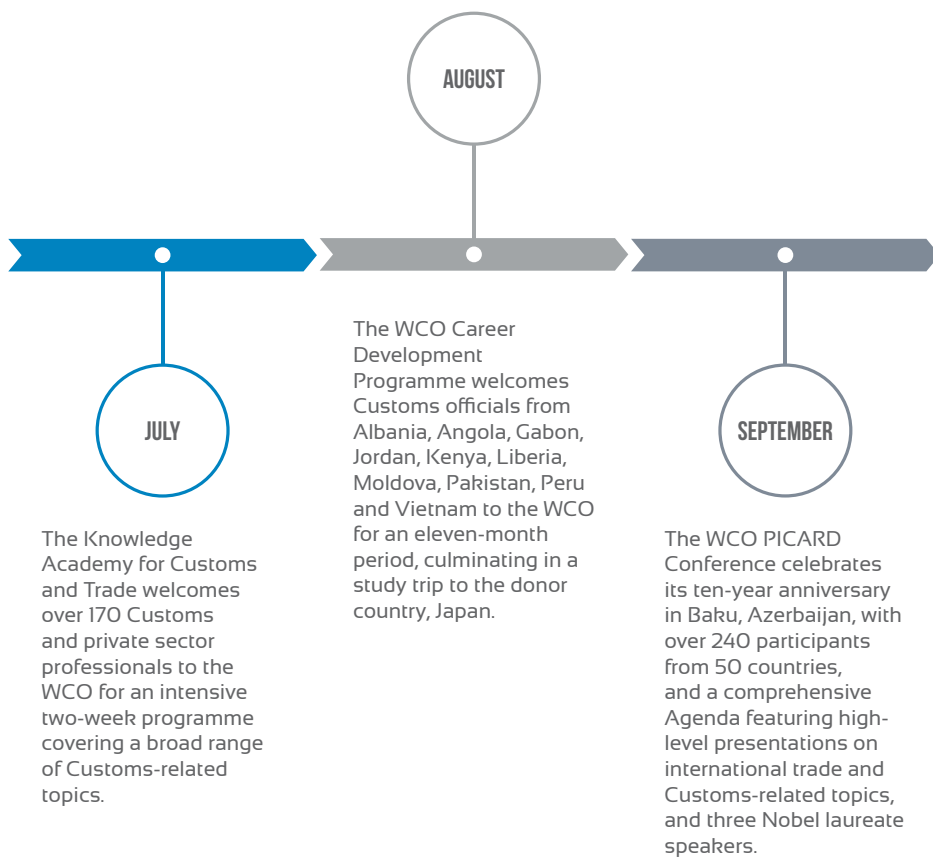 AUGUST
JULY
The Knowledge
Academy for Customs
and Trade welcomes
over 170 Customs
and private sector
professionals to the
WCO for an intensive
two-week programme
covering a broad range
of Customs-related
topics.
The WCO Career
Development
Programme welcomes
Customs officials from
Albania, Angola, Gabon,
Jordan, Kenya, Liberia,
Moldova, Pakistan, Peru
and Vietnam to the WCO
for an eleven-month
period, culminating in a
study trip to the donor
country, Japan.
SEPTEMBER
The WCO PICARD
Conference celebrates
its ten-year anniversary
in Baku, Azerbaijan, with
over 240 participants
from 50 countries,
and a comprehensive
Agenda featuring high-
level presentations on
international trade and
Customs-related topics,
and three Nobel laureate
speakers.